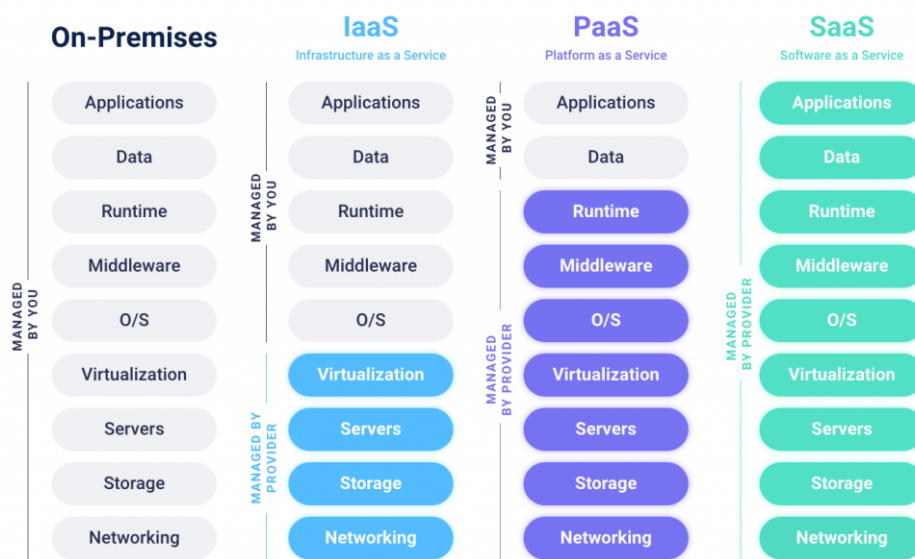 On-Premises
MANAGED
BY YOU
Applications
Data
Runtime
Middleware
O/S
Virtualization
Servers
Storage
Networking
IaaS
Infrastructure as a Service
MANAGED
BY YOU
Applications
Data
Runtime
Middleware
O/S
MANAGED BY
PROVIDER
Virtualization
Servers
Storage
Networking
PaaS
Platform as a Service
MANAGED
BY YOU
Applications
Data
MANAGED
BY PROVIDER
Runtime
Middleware
O/S
Virtualization
Servers
Storage
Networking
SaaS
Software as a Service
MANAGED
BY PROVIDER
Applications
Data
Runtime
Middleware
O/S
Virtualization
Servers
Storage
Networking